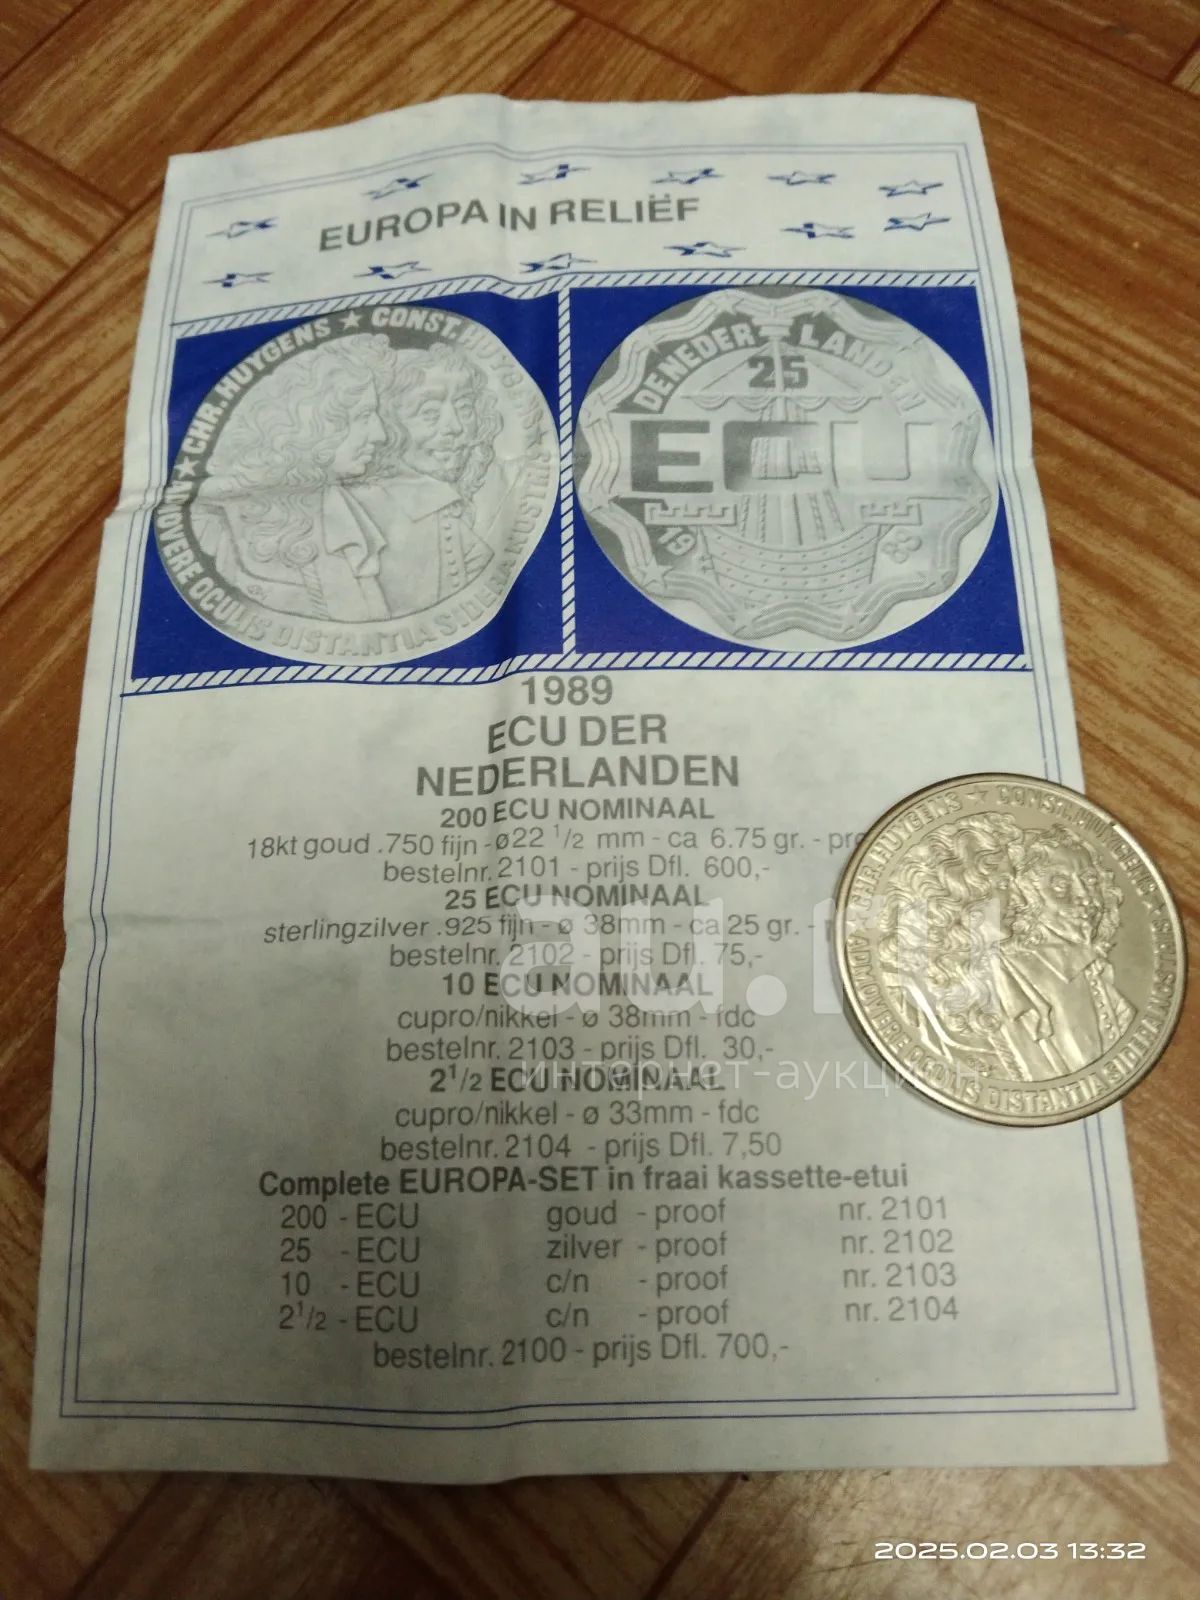 EUROPA IN RELIËF
CHR. HUYGENS ★ CONST. HUYGENS ★ SIDERA NOSTRIS ADMOVERE OCULIS DISTANTIA
DE NEDERLANDEN
25
ECU
19 89
1989
ECU DER
NEDERLANDEN
200 ECU NOMINAAL
18kt goud .750 fijn - ø22 1/2 mm - ca 6.75 gr. -
bestelnr. 2101 - prijs Dfl. 600,-
25 ECU NOMINAAL
sterlingzilver .925 fijn - ø 38mm - ca 25 gr. -
bestelnr. 2102 - prijs Dfl. 75,-
10 ECU NOMINAAL
cupro/nikkel - ø 38mm - fdc
bestelnr. 2103 - prijs Dfl. 30,-
2 1/2 ECU NOMINAAL
cupro/nikkel - ø 33mm - fdc
bestelnr. 2104 - prijs Dfl. 7,50
Complete EUROPA-SET in fraai kassette-etui
200 - ECU goud - proof nr. 2101
25 - ECU zilver - proof nr. 2102
10 - ECU c/n - proof nr. 2103
2 1/2 - ECU c/n - proof nr. 2104
bestelnr. 2100 - prijs Dfl. 700,-
CHR. HUYGENS ★ CONST. HUYGENS ★ SIDERA NOSTRIS ADMOVERE OCULIS DISTANTIA
au.ru
интернет-аукцион
2025.02.03 13:32